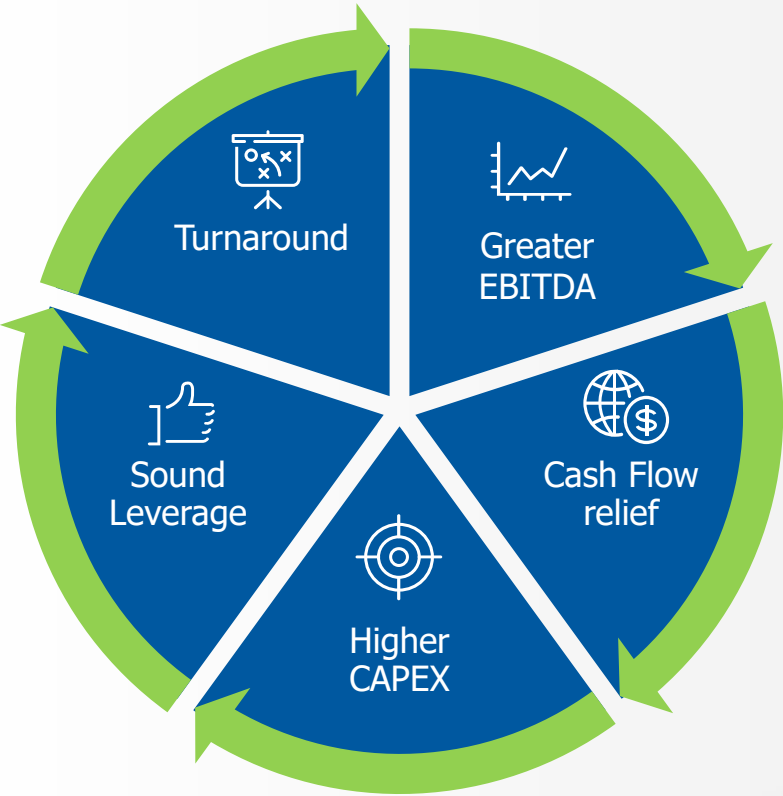 Turnaround
Greater
EBITDA
Cash Flow
relief
Higher
CAPEX
Sound
Leverage